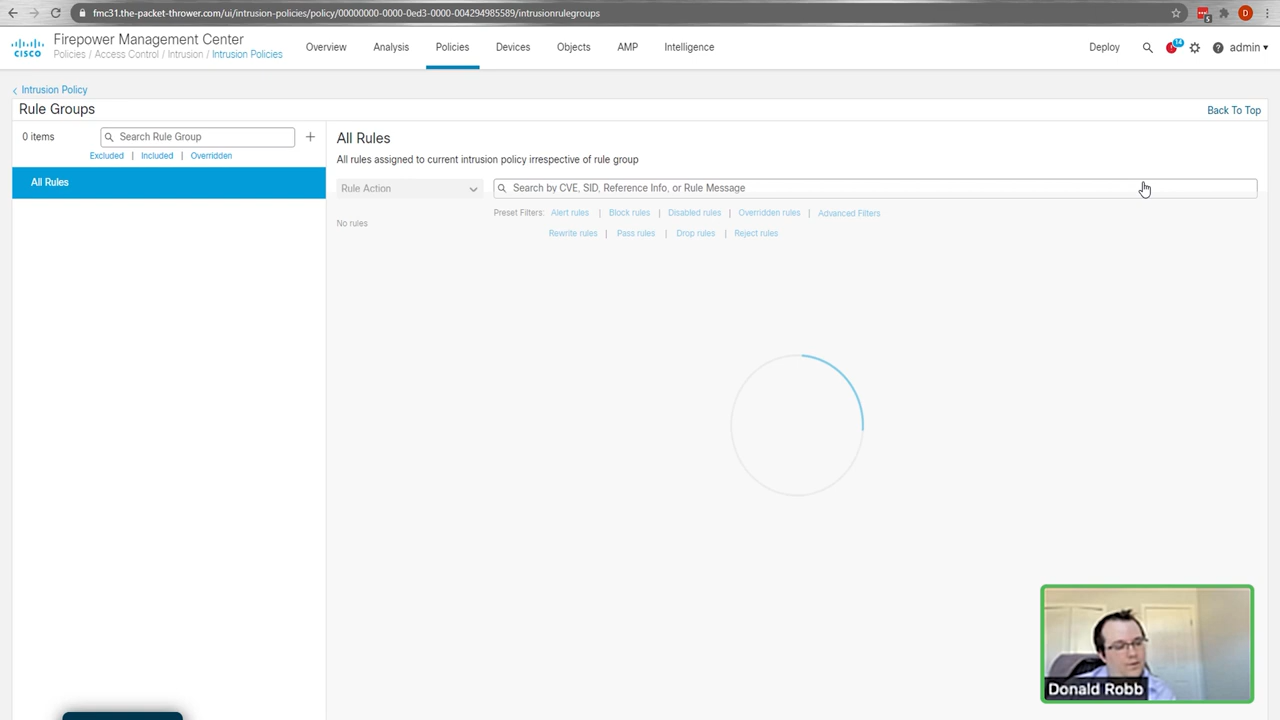 fmc31.the-packet-thrower.com/ui/intrusion-policies/policy/00000000-0000-0ed3-0000-004294985589/intrusionrulegroups
5
D
CISCO
Firepower Management Center
Policies / Access Control / Intrusion / Intrusion Policies
Overview
Analysis
Policies
Devices
Objects
AMP
Intelligence
Deploy
14
admin
Intrusion Policy
Rule Groups
Back To Top
0 items
Search Rule Group
Excluded | Included | Overridden
All Rules
All Rules
All rules assigned to current intrusion policy irrespective of rule group
Rule Action
Search by CVE, SID, Reference Info, or Rule Message
Preset Filters: Alert rules | Block rules | Disabled rules | Overridden rules | Advanced Filters
No rules
Rewrite rules | Pass rules | Drop rules | Reject rules
Donald Robb